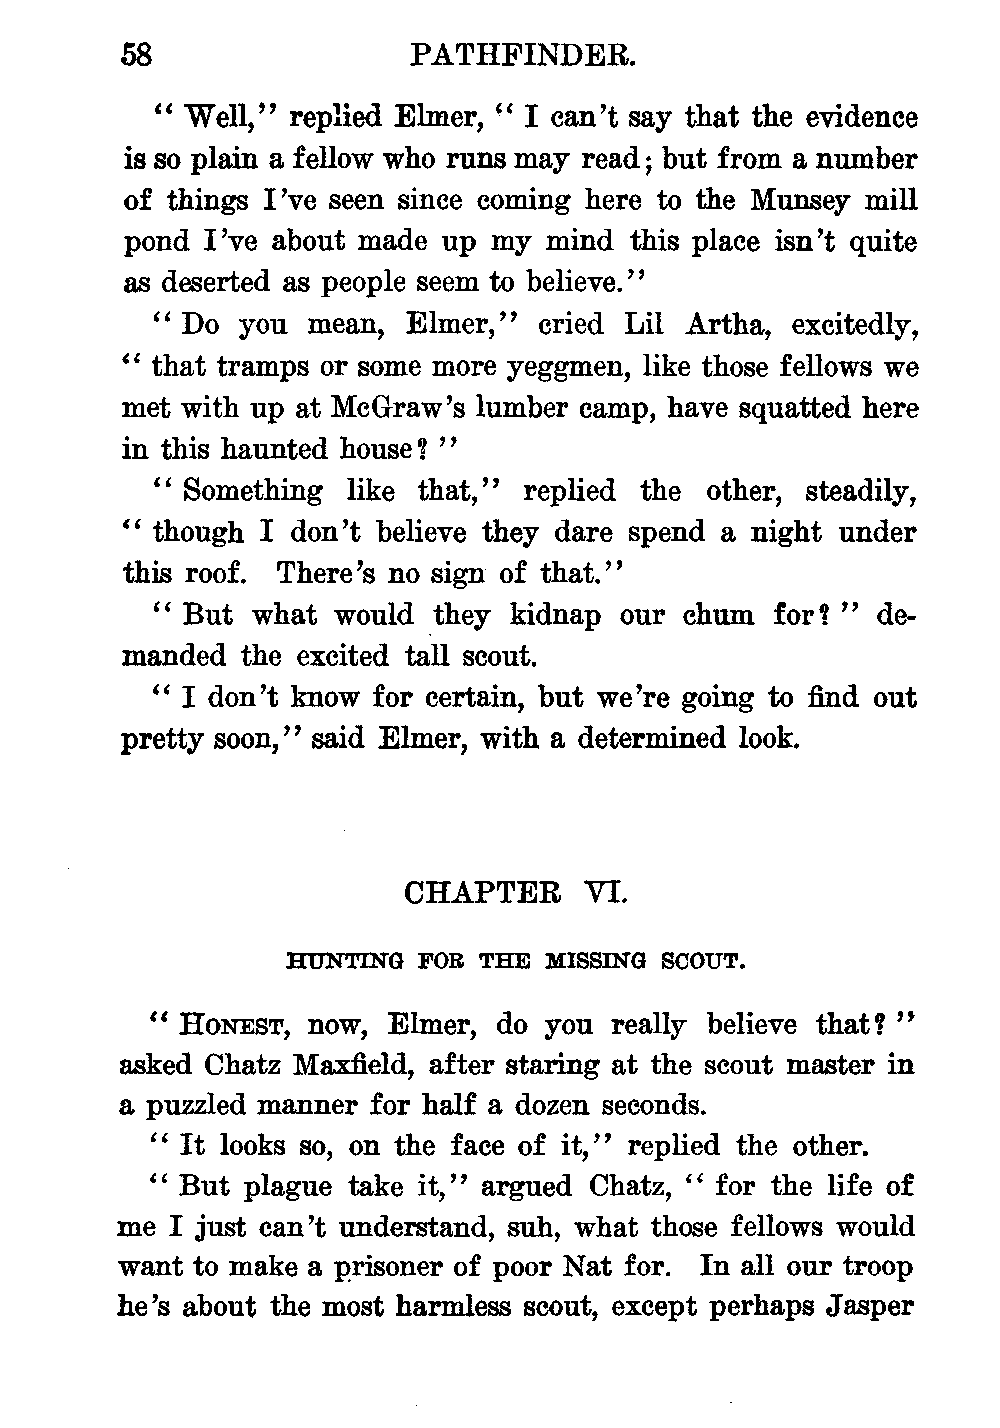 58 PATHFINDER.
“ Well,” replied Elmer, “ I can’t say that the evidence
is so plain a fellow who runs may read; but from a number
of things I’ve seen since coming here to the Munsey mill
pond I’ve about made up my mind this place isn’t quite
as deserted as people seem to believe.”
“ Do you mean, Elmer,” cried Lil Artha, excitedly,
“ that tramps or some more yeggmen, like those fellows we
met with up at McGraw’s lumber camp, have squatted here
in this haunted house? ”
“ Something like that,” replied the other, steadily,
“ though I don’t believe they dare spend a night under
this roof. There’s no sign of that.”
“ But what would they kidnap our chum for? ” de-
manded the excited tall scout.
“ I don’t know for certain, but we’re going to find out
pretty soon,” said Elmer, with a determined look.
CHAPTER VI.
HUNTING FOR THE MISSING SCOUT.
“ HONEST, now, Elmer, do you really believe that? ”
asked Chatz Maxfield, after staring at the scout master in
a puzzled manner for half a dozen seconds.
“ It looks so, on the face of it,” replied the other.
“ But plague take it,” argued Chatz, “ for the life of
me I just can’t understand, suh, what those fellows would
want to make a prisoner of poor Nat for. In all our troop
he’s about the most harmless scout, except perhaps Jasper